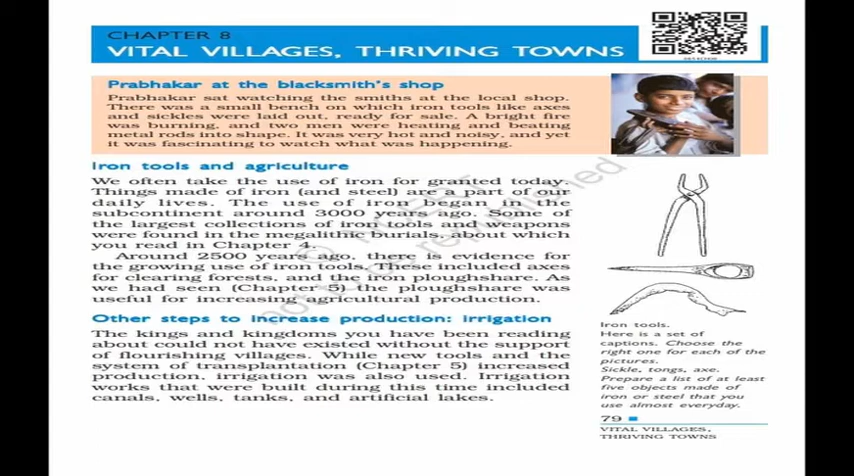 CHAPTER 8
VITAL VILLAGES, THRIVING TOWNS
Prabhakar at the blacksmith's shop
Prabhakar sat watching the smiths at the local shop.
There was a small bench on which iron tools like axes
and sickles were laid out, ready for sale. A bright fire
was burning, and two men were heating and beating
metal rods into shape. It was very hot and noisy, and yet
it was fascinating to watch what was happening.
Iron tools and agriculture
We often take the use of iron for granted today.
Things made of iron (and steel) are a part of our
daily lives. The use of iron began in the
subcontinent around 3000 years ago. Some of
the largest collections of iron tools and weapons
were found in the megalithic burials, about which
you read in Chapter 4.
Around 2500 years ago, there is evidence for
the growing use of iron tools. These included axes
for clearing forests, and the iron ploughshare. As
we had seen (Chapter 5) the ploughshare was
useful for increasing agricultural production.
Other steps to increase production: irrigation
The kings and kingdoms you have been reading
about could not have existed without the support
of flourishing villages. While new tools and the
system of transplantation (Chapter 5) increased
production, irrigation was also used. Irrigation
works that were built during this time included
canals, wells, tanks, and artificial lakes.
Iron tools.
Here is a set of
captions. Choose the
right one for each of the
pictures.
Sickle, tongs, axe.
Prepare a list of at least
five objects made of
iron or steel that you
use almost everyday.
79
VITAL VILLAGES,
THRIVING TOWNS